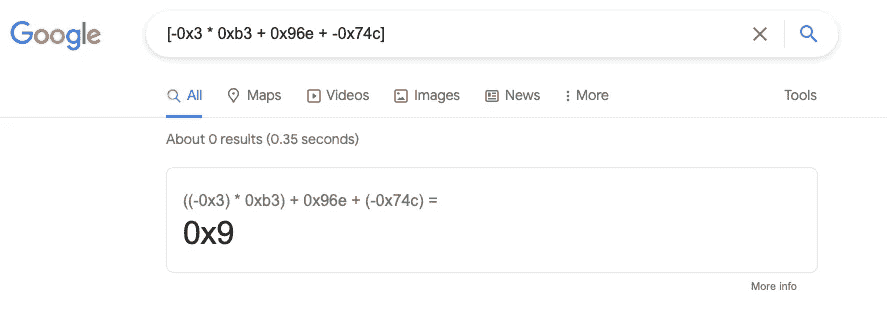 Google
[-0x3 * 0xb3 + 0x96e + -0x74c]
All Maps Videos Images News More Tools
About 0 results (0.35 seconds)
((-0x3) * 0xb3) + 0x96e + (-0x74c) =
0x9
More info